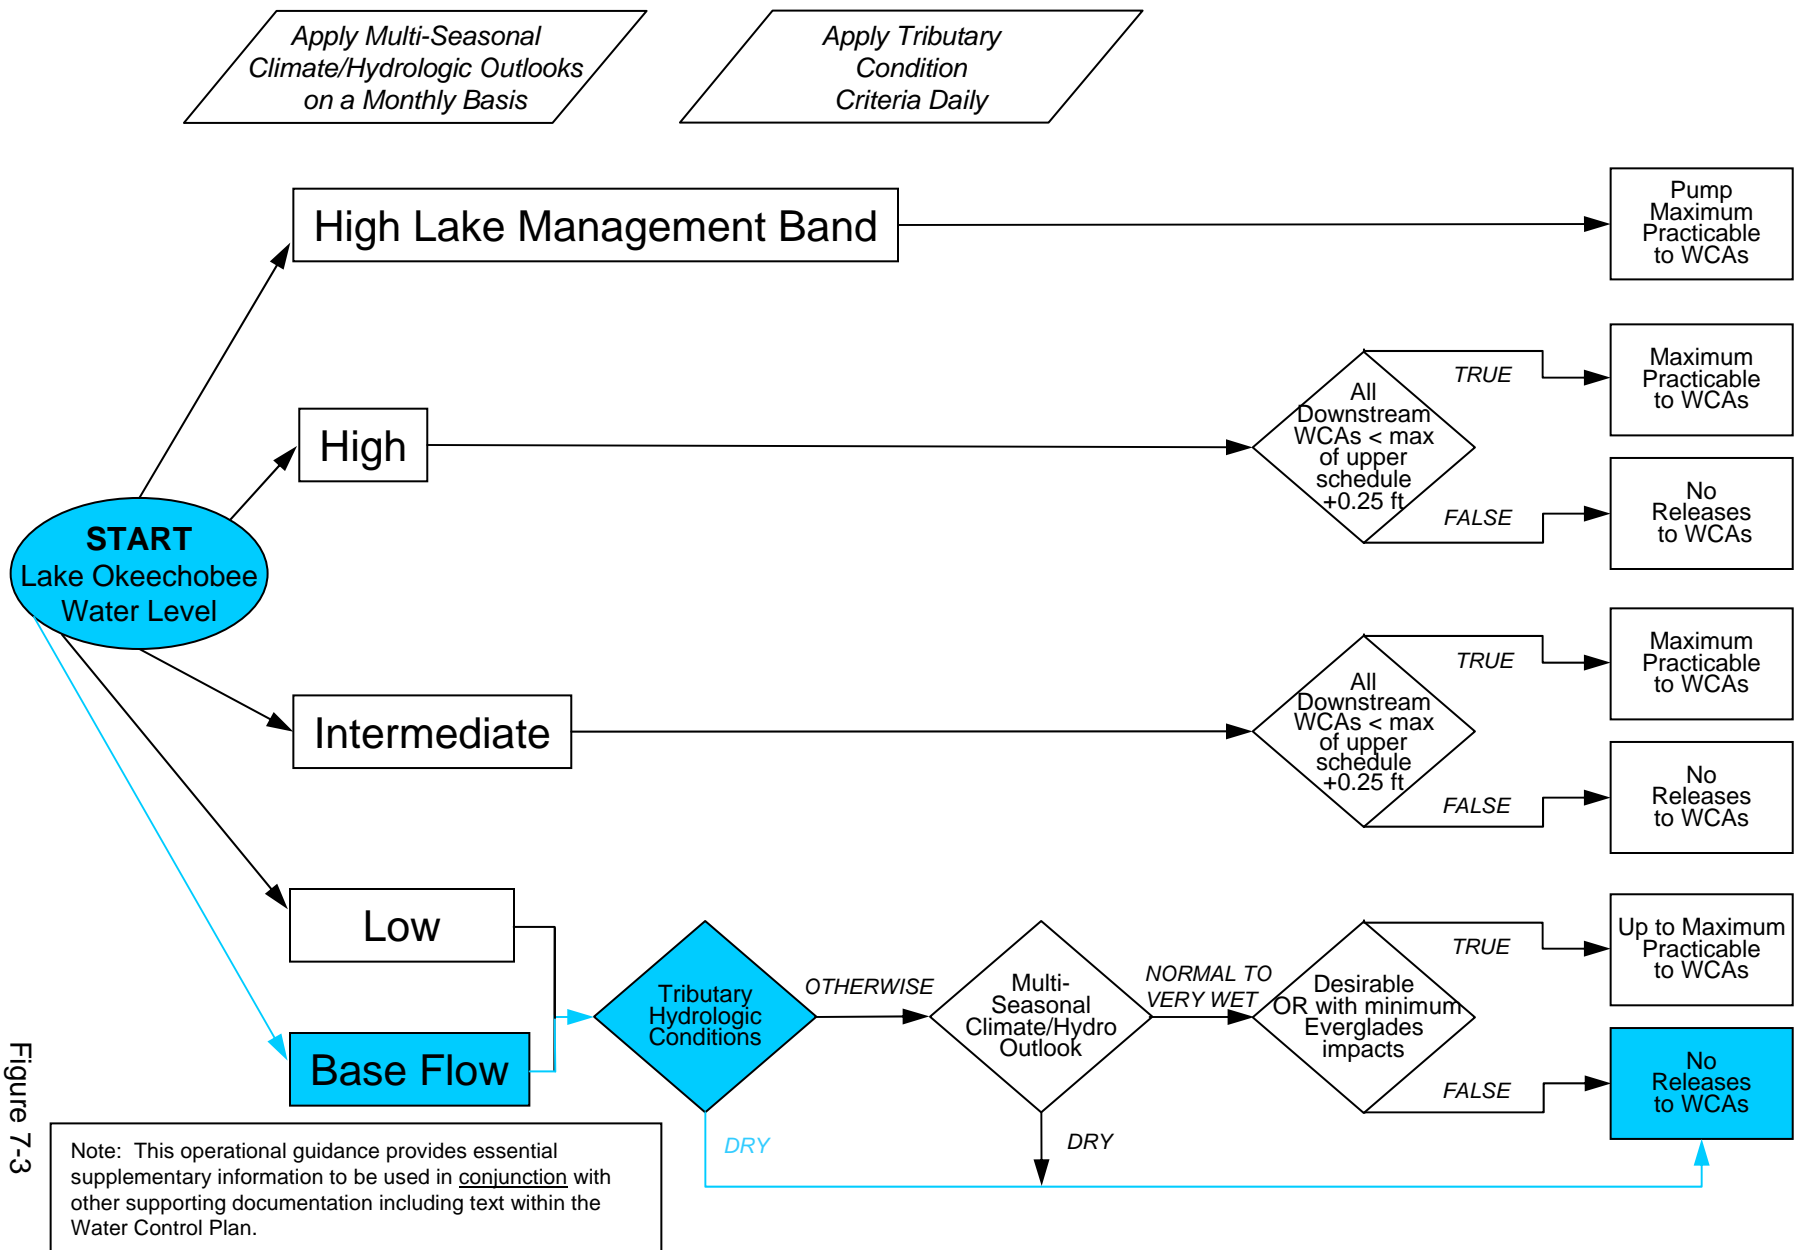 Apply Multi-Seasonal
Climate/Hydrologic Outlooks
on a Monthly Basis
Apply Tributary
Condition
Criteria Daily
High Lake Management Band
Pump
Maximum
Practicable
to WCAs
High
All
Downstream
WCAs < max
of upper
schedule
+0.25 ft
TRUE
Maximum
Practicable
to WCAs
FALSE
No
Releases
to WCAs
START
Lake Okeechobee
Water Level
Intermediate
All
Downstream
WCAs < max
of upper
schedule
+0.25 ft
TRUE
Maximum
Practicable
to WCAs
FALSE
No
Releases
to WCAs
Low
Base Flow
Tributary
Hydrologic
Conditions
OTHERWISE
DRY
Multi-
Seasonal
Climate/Hydro
Outlook
NORMAL TO
VERY WET
DRY
Desirable
OR with minimum
Everglades
impacts
TRUE
Up to Maximum
Practicable
to WCAs
FALSE
No
Releases
to WCAs
Note: This operational guidance provides essential
supplementary information to be used in conjunction with
other supporting documentation including text within the
Water Control Plan.
Figure 7-3